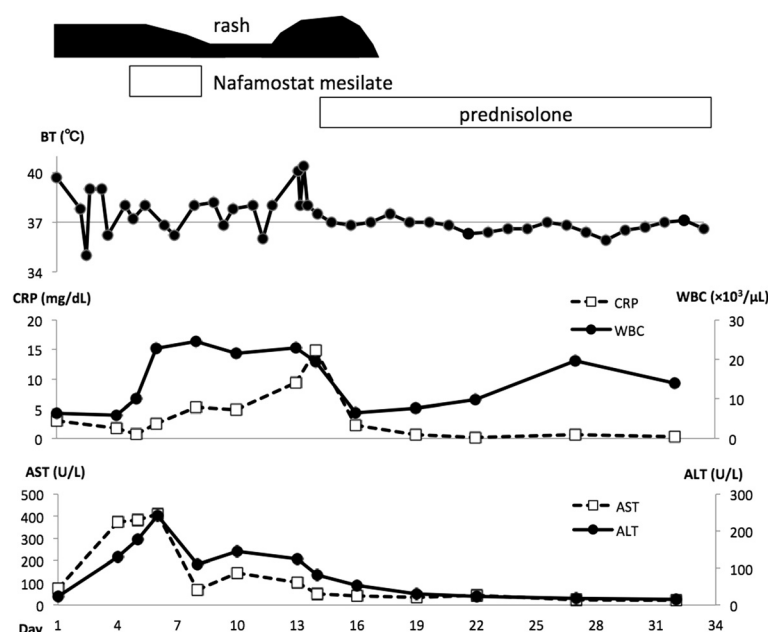 rash
Nafamostat mesilate
prednisolone
BT (℃)
40
37
34
CRP (mg/dL)
WBC (×10³/μL)
20
15
10
5
0
30
20
10
0
CRP
WBC
AST (U/L)
ALT (U/L)
500
400
300
200
100
0
300
200
100
0
AST
ALT
Day 1 4 7 10 13 16 19 22 25 28 31 34